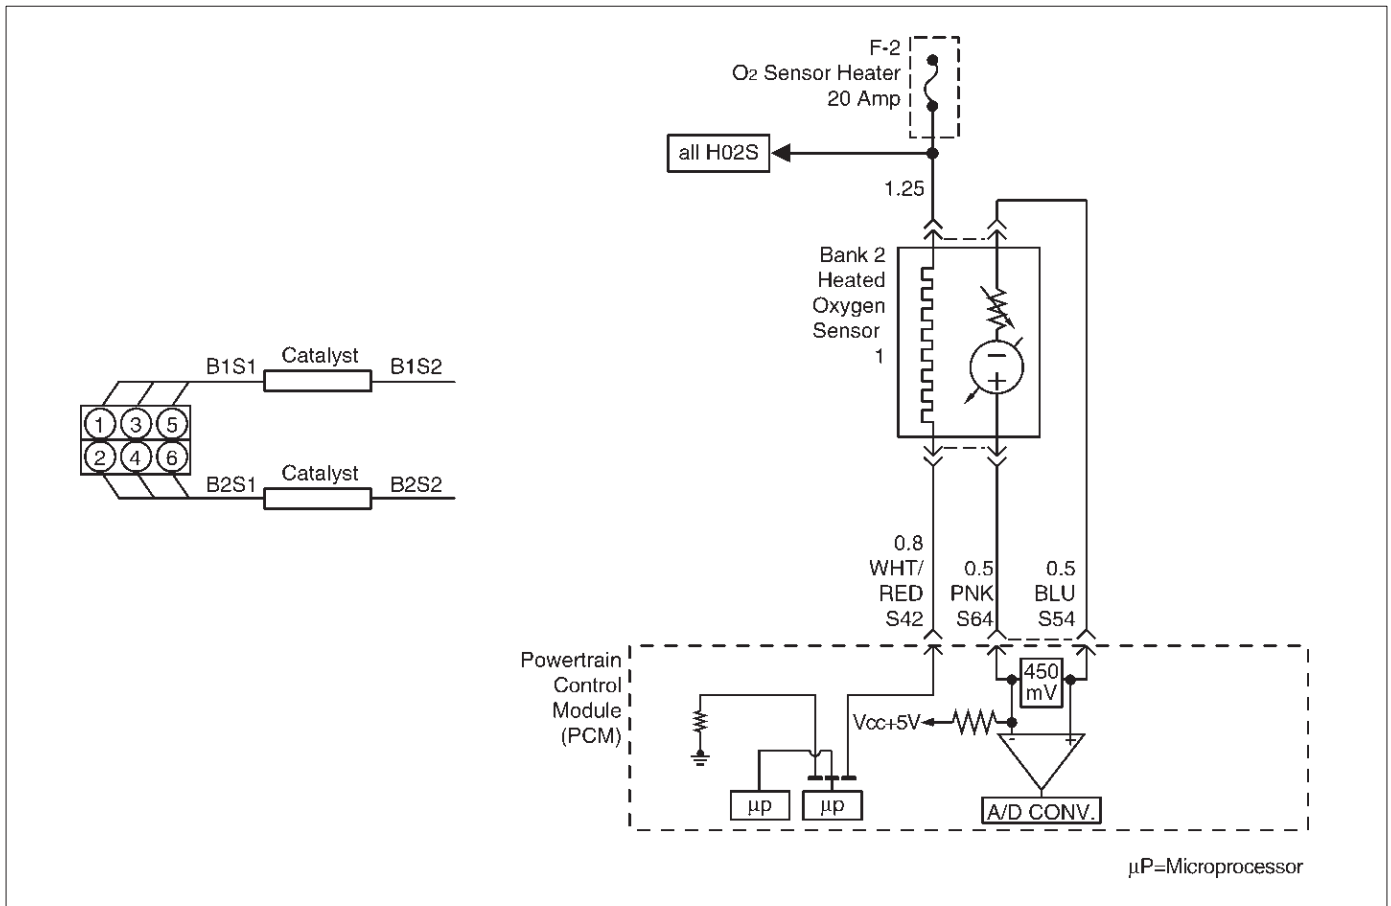 F-2
O2 Sensor Heater
20 Amp
all H02S
1.25
Bank 2
Heated
Oxygen
Sensor
1
B1S1 Catalyst B1S2
1 3 5
2 4 6
B2S1 Catalyst B2S2
0.8
WHT/
RED
S42
0.5
PNK
S64
0.5
BLU
S54
Powertrain
Control
Module
(PCM)
450
mV
Vcc+5V
- +
μp μp
A/D CONV.
μP=Microprocessor